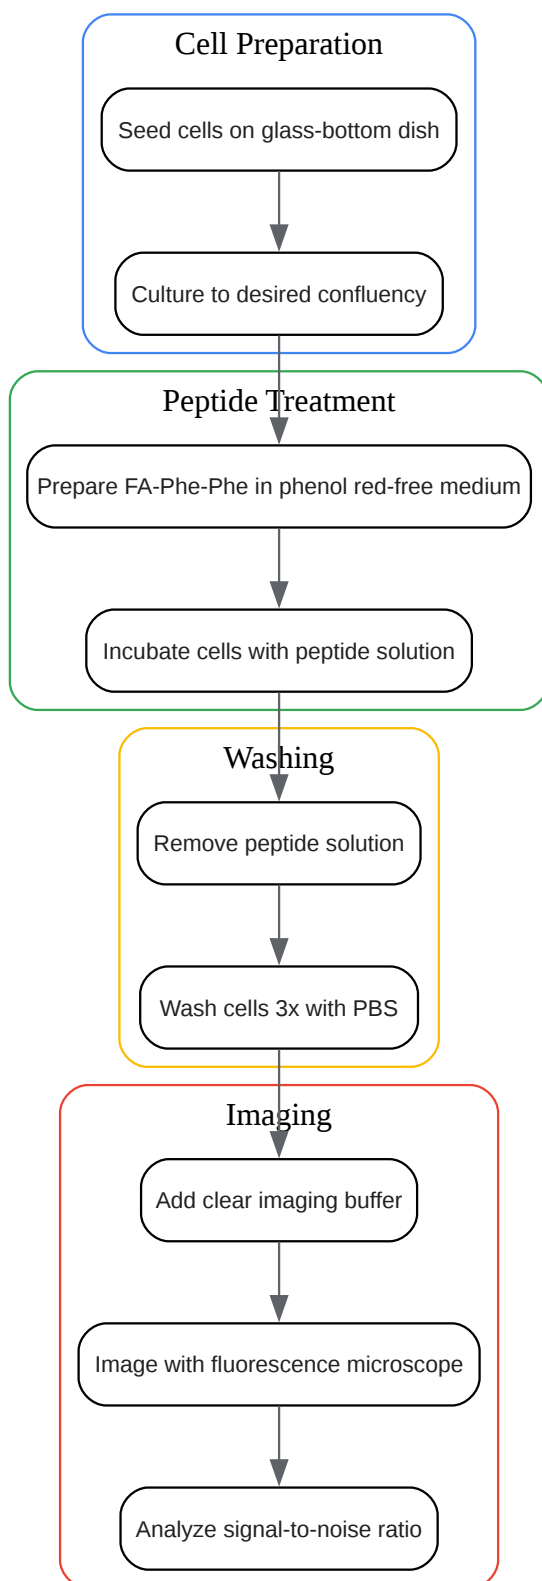 Cell Preparation
Seed cells on glass-bottom dish
Culture to desired confluency
Peptide Treatment
Prepare FA-Phe-Phe in phenol red-free medium
Incubate cells with peptide solution
Washing
Remove peptide solution
Wash cells 3x with PBS
Imaging
Add clear imaging buffer
Image with fluorescence microscope
Analyze signal-to-noise ratio